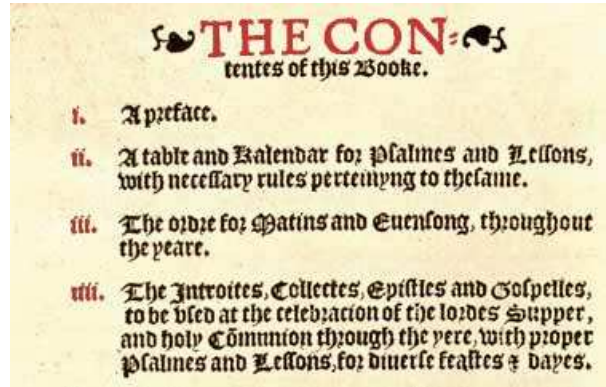 THE CON⸗
tentes of this Booke.
i. A preface.
ii. A table and Kalendar for Psalmes and Lessons,
with necessary rules perteinyng to thesame.
iii. The ordre for Matins and Euensong, throughout
the yeare.
iiii. The Introites, Collectes, Epistles and Gospelles,
to be vsed at the celebracion of the lordes Supper,
and holy Cõmunion through the yere, with proper
Psalmes and Lessons, for diuerse feastes & dayes.